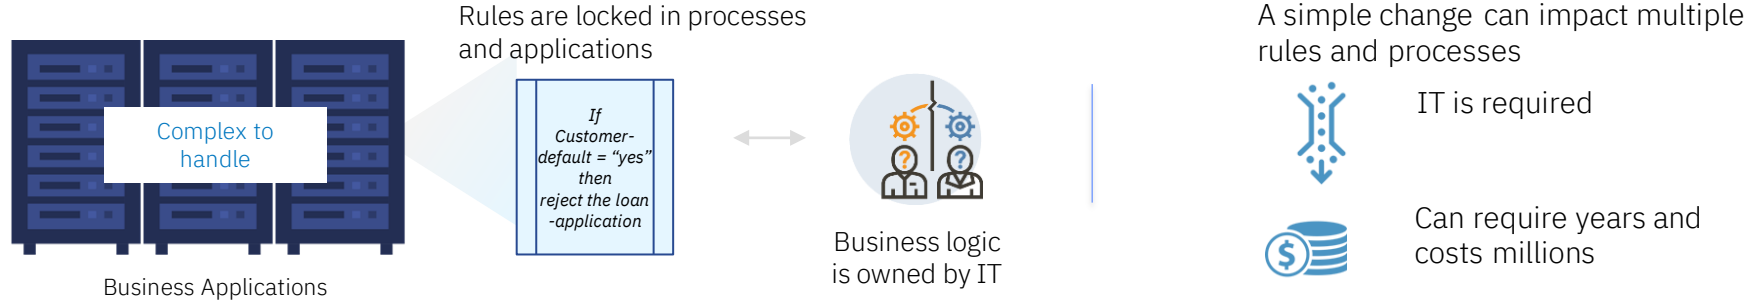 Complex to
handle
Business Applications
Rules are locked in processes
and applications
If
Customer-
default = “yes”
then
reject the loan
-application
?
?
Business logic
is owned by IT
A simple change can impact multiple
rules and processes
IT is required
$
Can require years and
costs millions